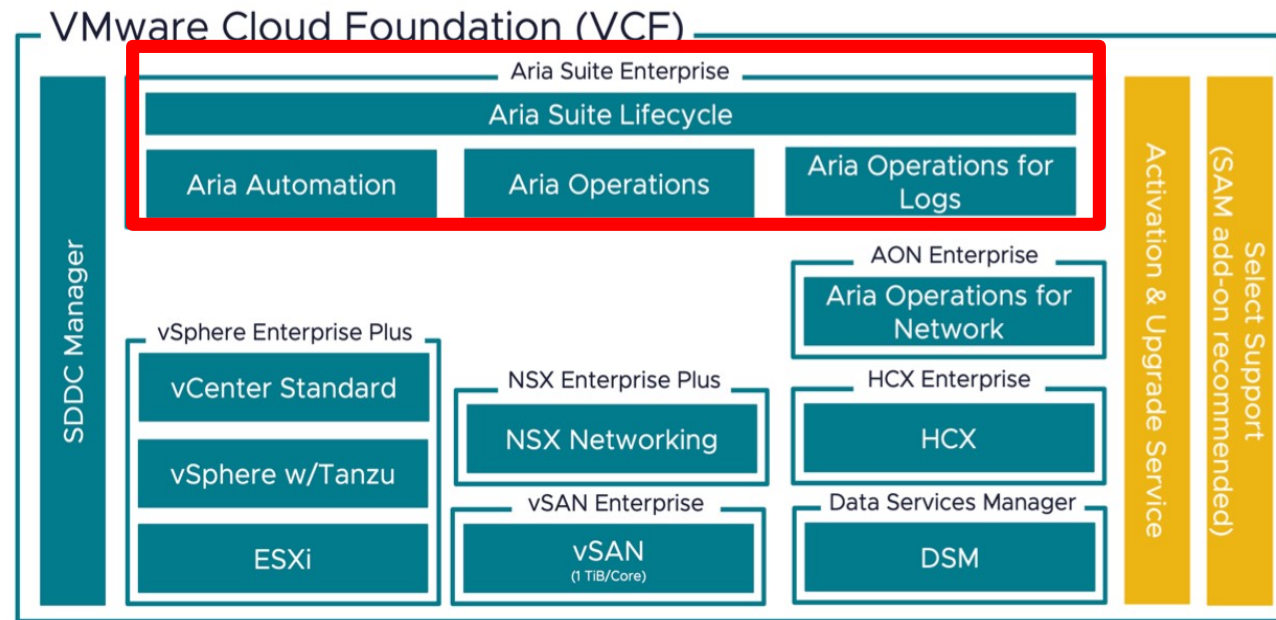 VMware Cloud Foundation (VCF)
SDDC Manager
Aria Suite Enterprise
Aria Suite Lifecycle
Aria Automation
Aria Operations
Aria Operations for
Logs
AON Enterprise
Aria Operations for
Network
vSphere Enterprise Plus
vCenter Standard
vSphere w/Tanzu
ESXi
NSX Enterprise Plus
NSX Networking
vSAN Enterprise
vSAN
(1 TiB/Core)
HCX Enterprise
HCX
Data Services Manager
DSM
Activation & Upgrade Service
Select Support
(SAM add-on recommended)